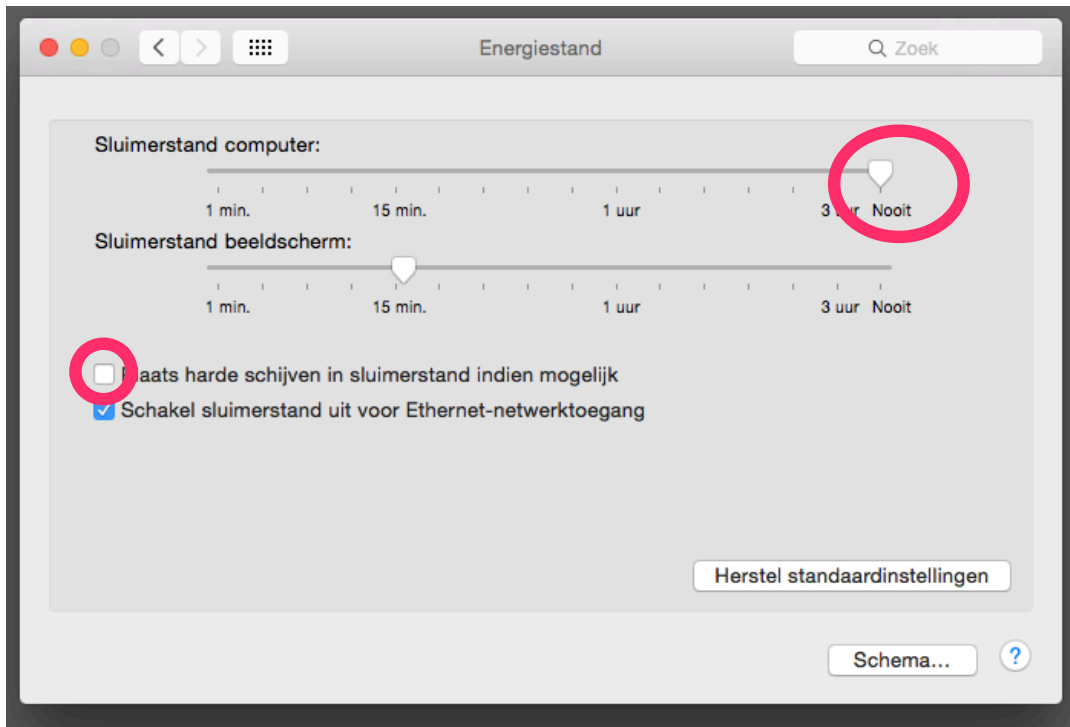 Energiestand
Zoek
Sluimerstand computer:
1 min. 15 min. 1 uur 3 uur Nooit
Sluimerstand beeldscherm:
1 min. 15 min. 1 uur 3 uur Nooit
Plaats harde schijven in sluimerstand indien mogelijk
Schakel sluimerstand uit voor Ethernet-netwerktoegang
Herstel standaardinstellingen
Schema...
?